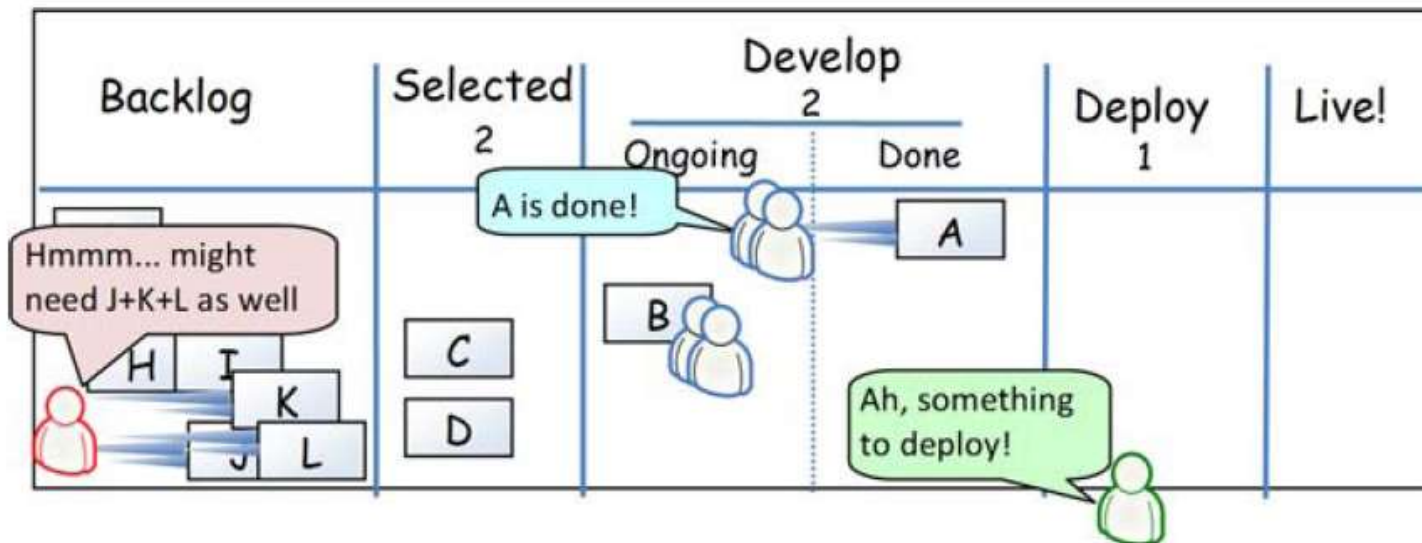 Backlog
Selected
2
Develop
2
Ongoing
Done
Deploy
1
Live!
A is done!
A
Hmmm... might
need J+K+L as well
B
C
H
I
K
D
J
L
Ah, something
to deploy!